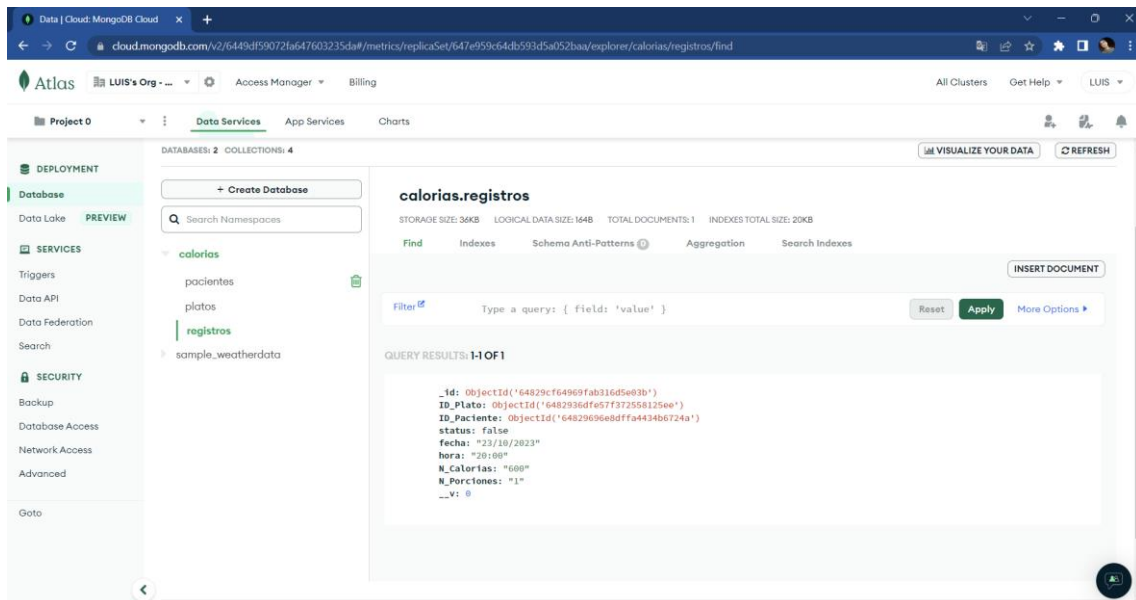 Data | Cloud: MongoDB Cloud
cloud.mongodb.com/v2/6449df59072fa647603235da#/metrics/replicaSet/647e959c64db593d5a052baa/explorer/calorias/registros/find
Atlas LUIS's Org - ... Access Manager Billing All Clusters Get Help LUIS
Project 0 Data Services App Services Charts
DATABASES: 2 COLLECTIONS: 4 VISUALIZE YOUR DATA REFRESH
DEPLOYMENT
Database
Data Lake PREVIEW
SERVICES
Triggers
Data API
Data Federation
Search
SECURITY
Backup
Database Access
Network Access
Advanced
Goto
+ Create Database
Search Namespaces
calorias
pacientes
platos
registros
sample_weatherdata
calorias.registros
STORAGE SIZE: 36KB LOGICAL DATA SIZE: 164B TOTAL DOCUMENTS: 1 INDEXES TOTAL SIZE: 20KB
Find Indexes Schema Anti-Patterns 0 Aggregation Search Indexes
INSERT DOCUMENT
Filter Type a query: { field: 'value' } Reset Apply More Options
QUERY RESULTS: 1-1 OF 1
_id: ObjectId('64829cf64969fab316d5e03b')
ID_Plato: ObjectId('6482936dfe57f372558125ee')
ID_Paciente: ObjectId('64829696e8dffa4434b6724a')
status: false
fecha: "23/10/2023"
hora: "20:00"
N_Calorias: "600"
N_Porciones: "1"
__v: 0